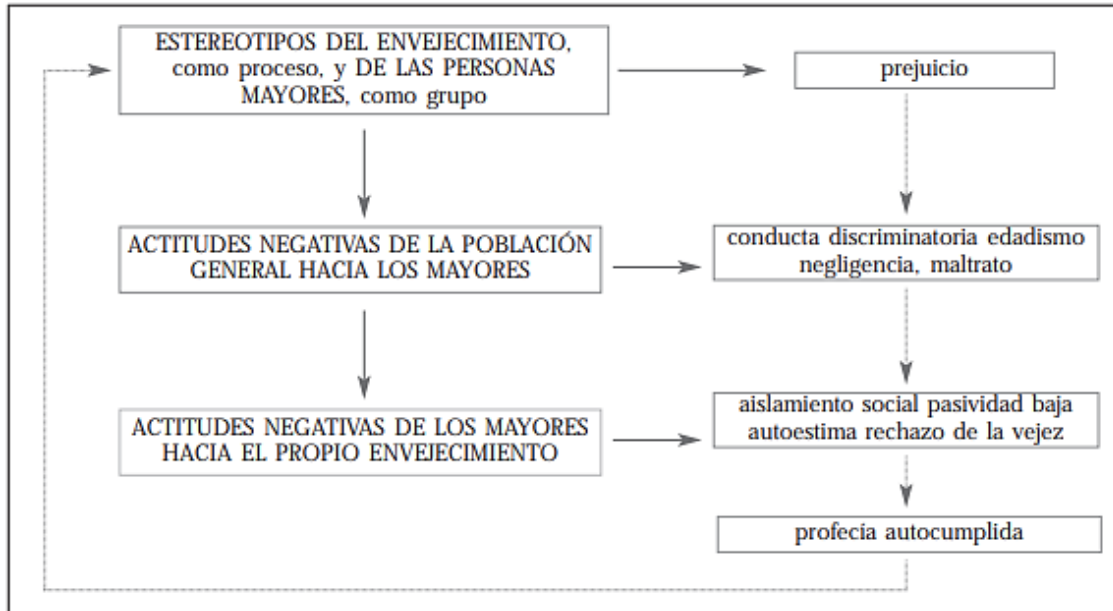 ESTEREOTIPOS DEL ENVEJECIMIENTO,
como proceso, y DE LAS PERSONAS
MAYORES, como grupo
prejuicio
ACTITUDES NEGATIVAS DE LA POBLACIÓN
GENERAL HACIA LOS MAYORES
conducta discriminatoria edadismo
negligencia, maltrato
ACTITUDES NEGATIVAS DE LOS MAYORES
HACIA EL PROPIO ENVEJECIMIENTO
aislamiento social pasividad baja
autoestima rechazo de la vejez
profecía autocumplida